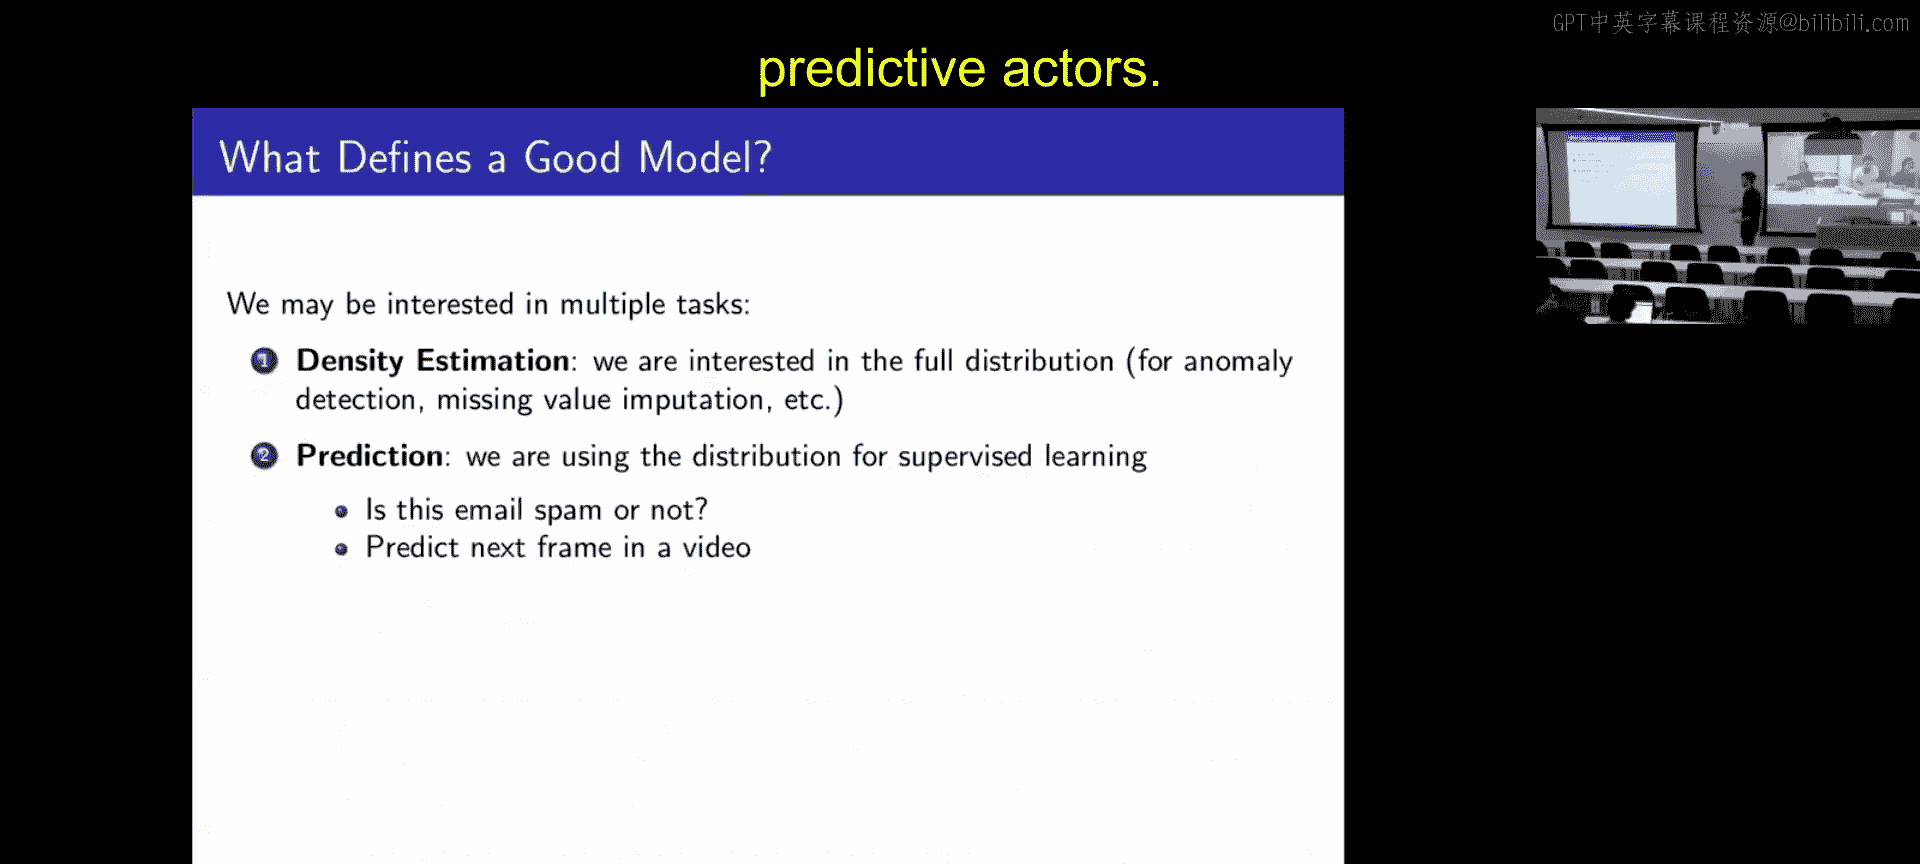 GPT中英字幕课程资源@bilibili.com
predictive actors.
What Defines a Good Model?
We may be interested in multiple tasks:
1 Density Estimation: we are interested in the full distribution (for anomaly
detection, missing value imputation, etc.)
2 Prediction: we are using the distribution for supervised learning
Is this email spam or not?
Predict next frame in a video